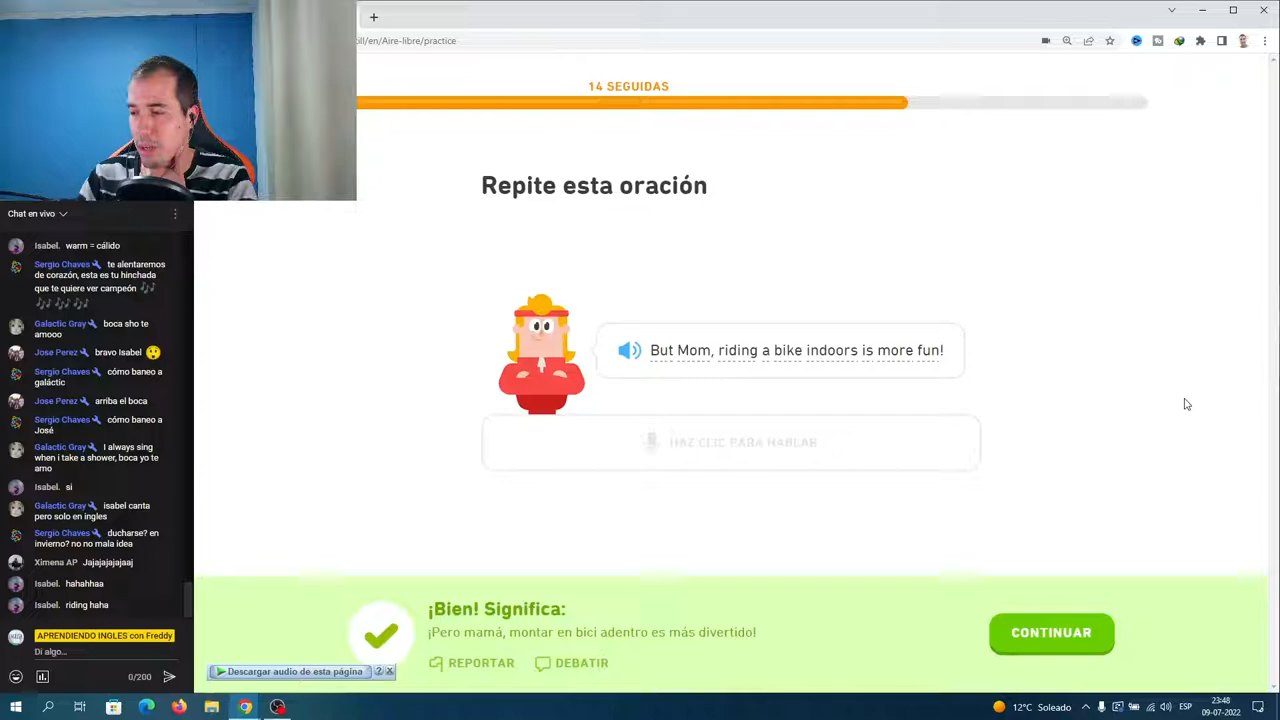 ill/en/Aire-libre/practice
14 SEGUIDAS
Repite esta oración
But Mom, riding a bike indoors is more fun!
HAZ CLIC PARA HABLAR
¡Bien! Significa:
¡Pero mamá, montar en bici adentro es más divertido!
REPORTAR DEBATIR
CONTINUAR
Chat en vivo
Isabel. warm = cálido
Sergio Chaves te alentaremos
de corazón, esta es tu hinchada
que te quiere ver campeón
Galactic Gray boca sho te
amooo
Jose Perez bravo Isabel
Sergio Chaves cómo baneo a
galáctic
Jose Perez arriba el boca
Sergio Chaves cómo baneo a
José
Galactic Gray I always sing
when i take a shower, boca yo te
amo
Isabel. si
Galactic Gray isabel canta
pero solo en ingles
Sergio Chaves ducharse? en
invierno? no no mala idea
Ximena AP Jajajajajaaj
Isabel. hahahhaa
Isabel. riding haha
APRENDIENDO INGLES con Freddy
Di algo...
0/200
Descargar audio de esta página ? X
12°C Soleado
ESP
23:48
09-07-2022